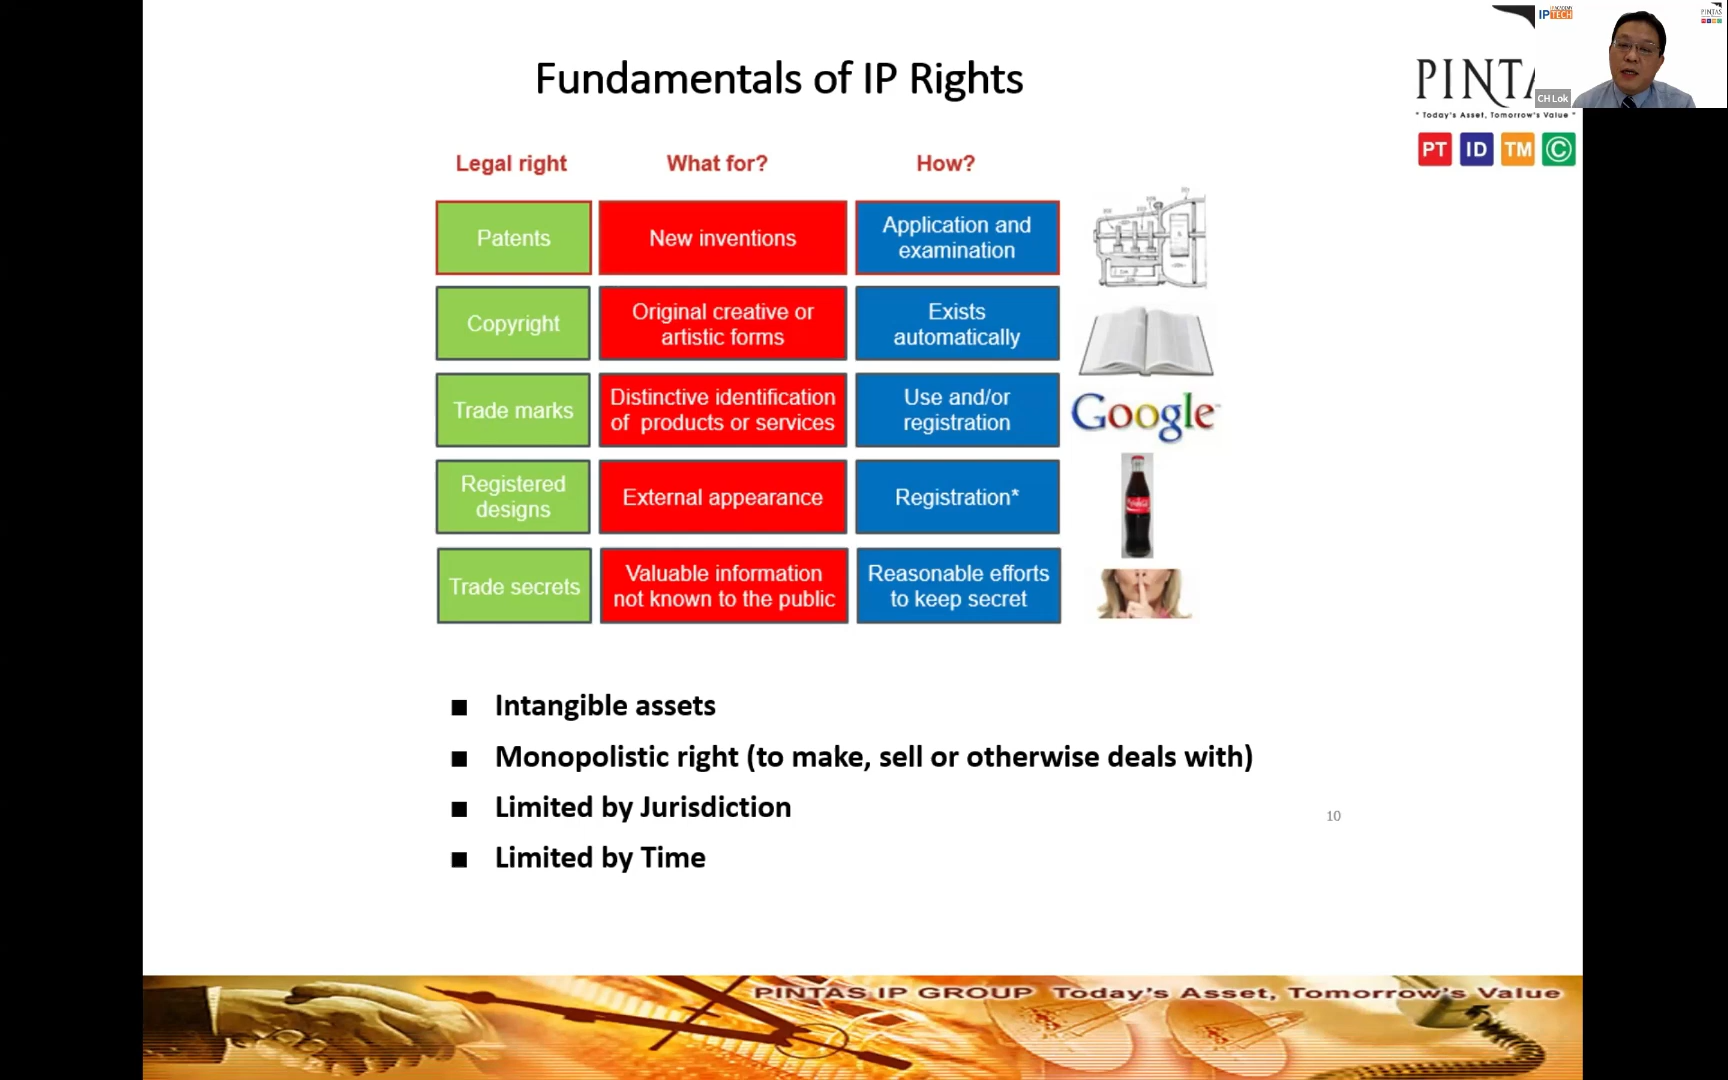 Fundamentals of IP Rights
IP TECH
PINTAS
CH Lok
PINTA
" Today's Asset, Tomorrow's Value "
PT ID TM ©
Legal right What for? How?
Patents
New inventions
Application and
examination
Copyright
Original creative or
artistic forms
Exists
automatically
Trade marks
Distinctive identification
of products or services
Use and/or
registration
Google
Registered
designs
External appearance
Registration*
Trade secrets
Valuable information
not known to the public
Reasonable efforts
to keep secret
■ Intangible assets
■ Monopolistic right (to make, sell or otherwise deals with)
■ Limited by Jurisdiction
■ Limited by Time
10
PINTAS IP GROUP Today's Asset, Tomorrow's Value